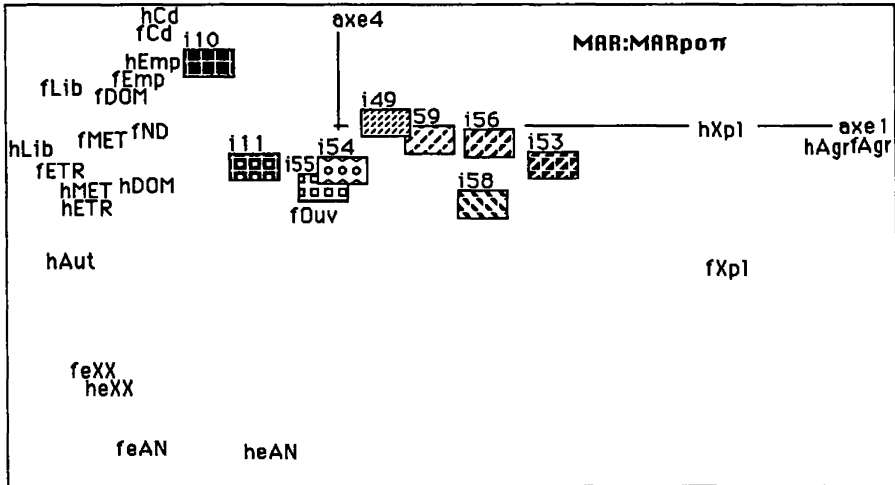 hCd
fCd
i10
axe4
MAR:MARpoπ
hEmp
fEmp
fLib
fDOM
i49
59
i56
hXpl
axe1
fND
fMET
hLib
i11
i54
i53
hAgrfAgr
fETR
i55
hMET
hDOM
i58
hETR
fOuv
hAut
fXpl
feXX
heXX
feAN
heAN